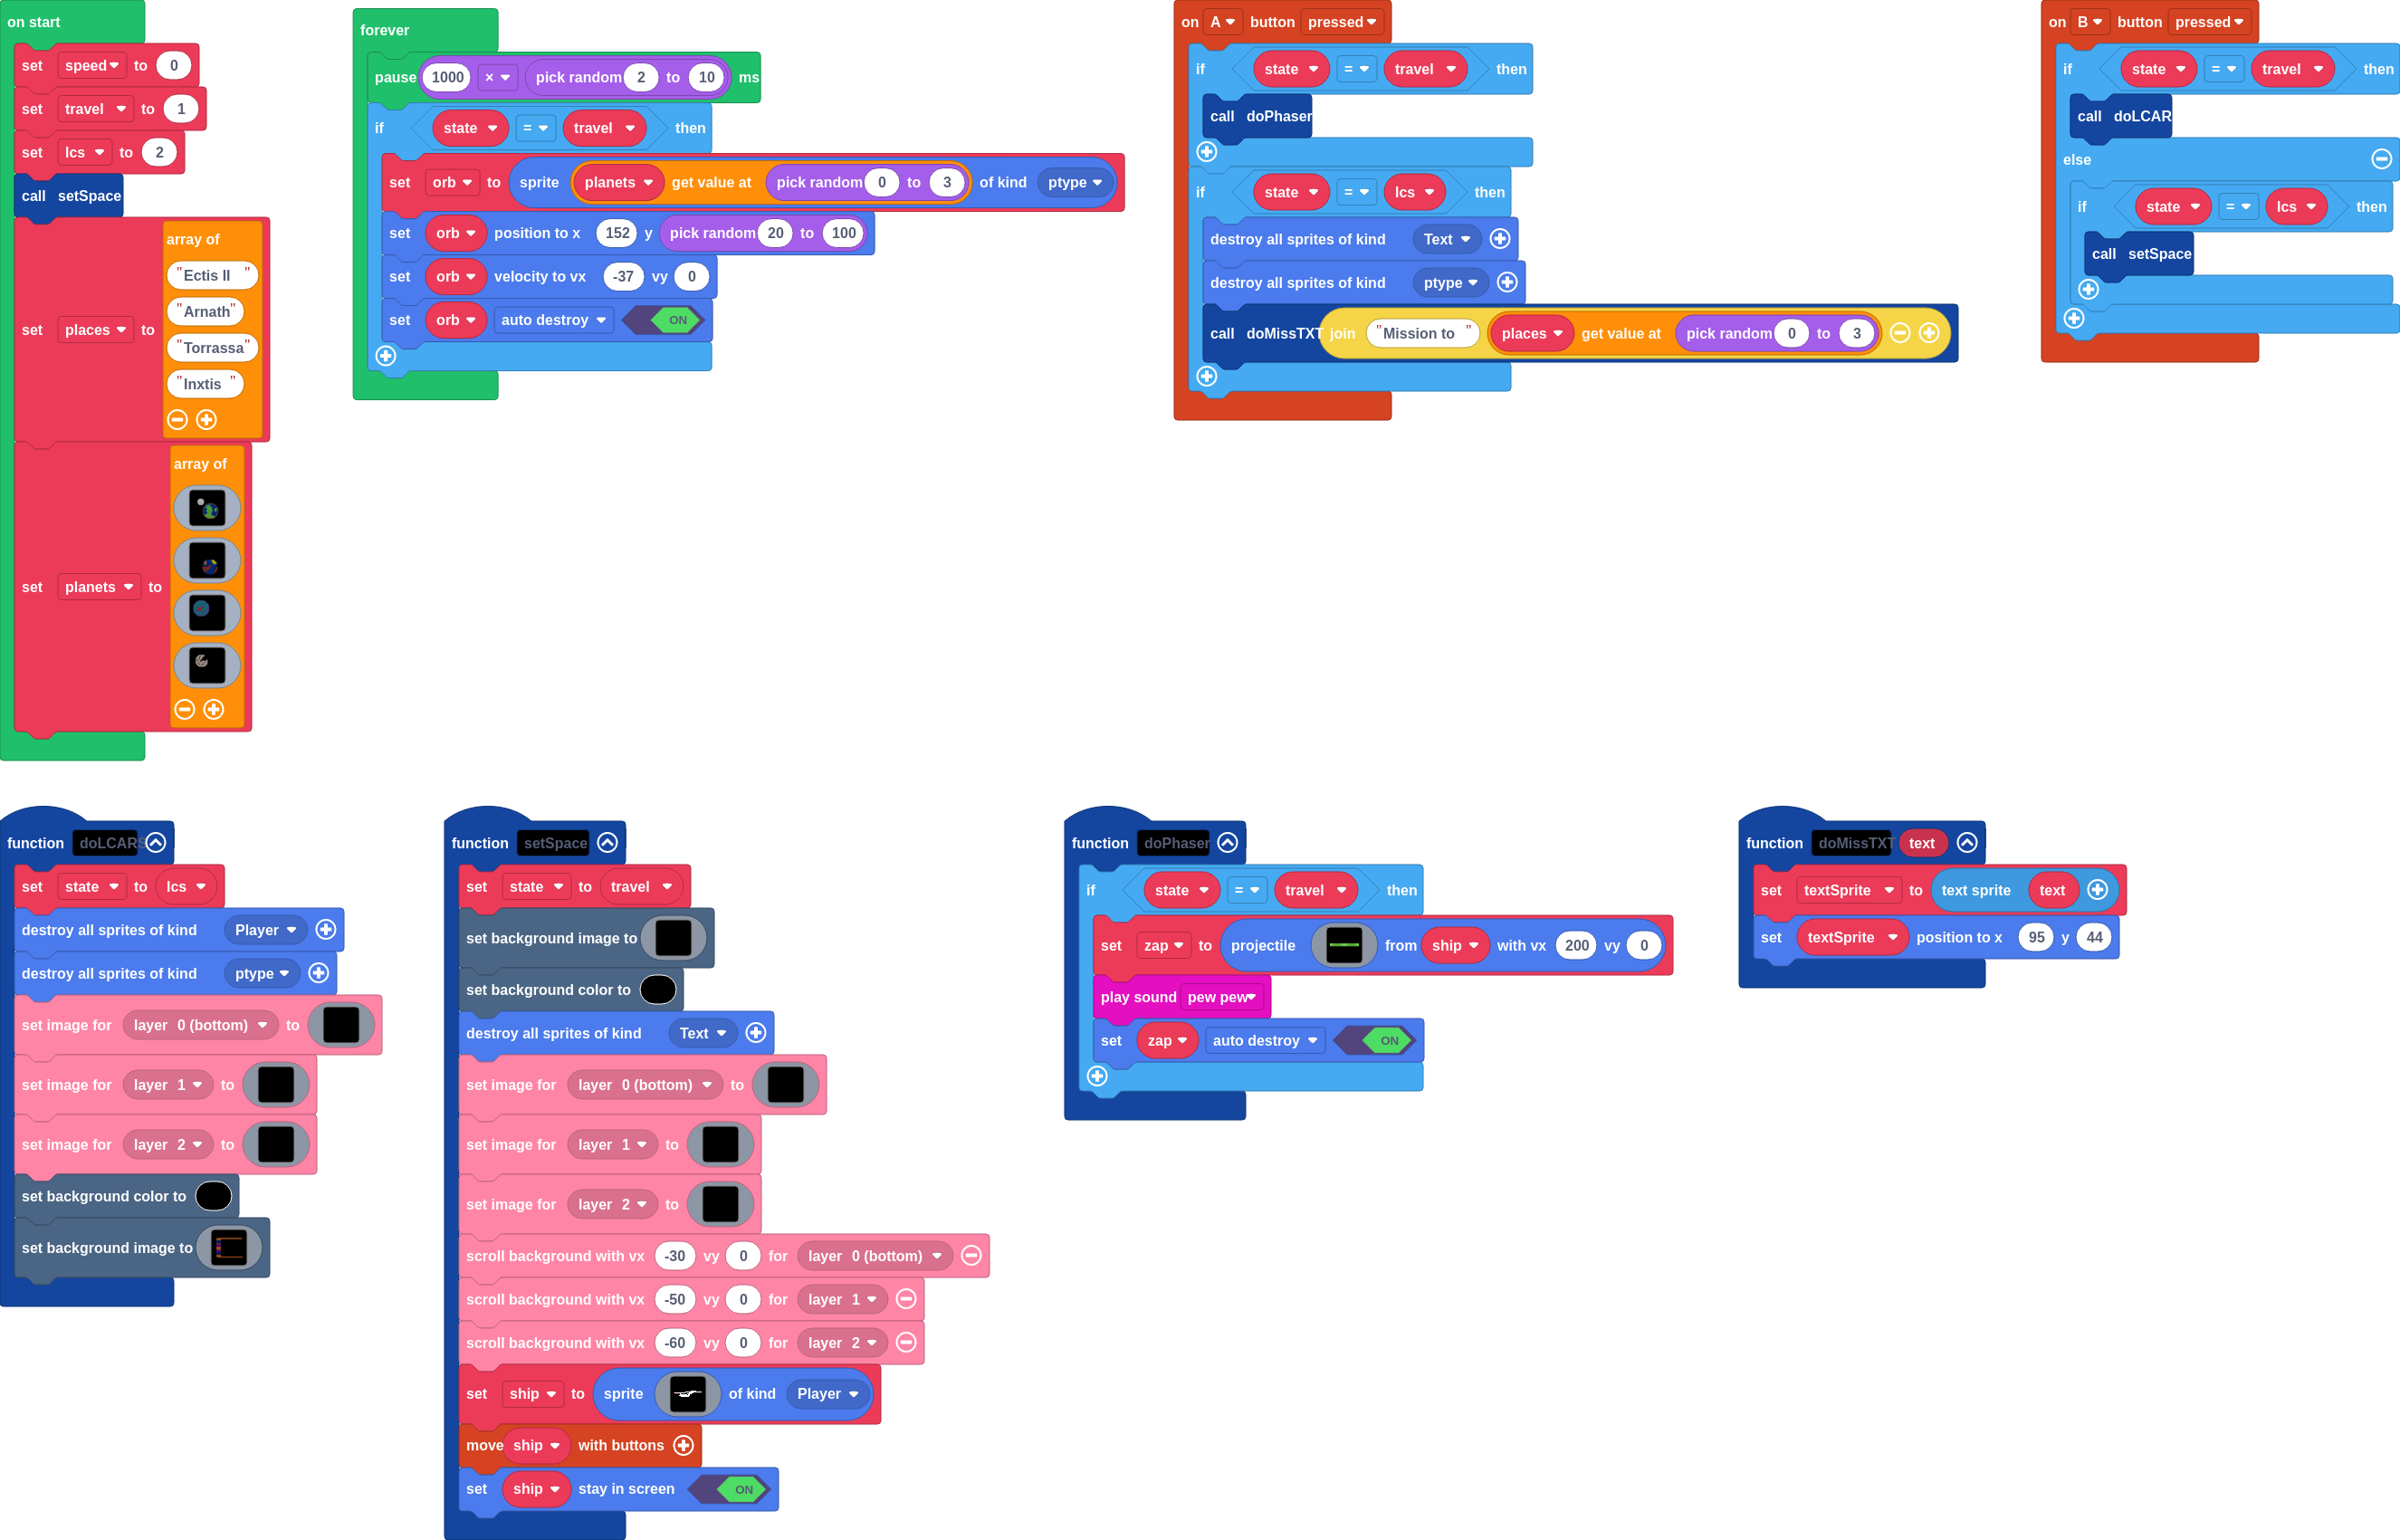 on start
set speed to 0
set travel to 1
set lcs to 2
call setSpace
set places to
array of
"Ectis II "
"Arnath"
"Torrassa"
"Inxtis "
set planets to
array of
forever
pause 1000 × pick random 2 to 10 ms
if state = travel then
set orb to sprite planets get value at pick random 0 to 3 of kind ptype
set orb position to x 152 y pick random 20 to 100
set orb velocity to vx -37 vy 0
set orb auto destroy ON
on A button pressed
if state = travel then
call doPhaser
if state = lcs then
destroy all sprites of kind Text
destroy all sprites of kind ptype
call doMissTXT join "Mission to " places get value at pick random 0 to 3
on B button pressed
if state = travel then
call doLCAR
else
if state = lcs then
call setSpace
function doLCARS
set state to lcs
destroy all sprites of kind Player
destroy all sprites of kind ptype
set image for layer 0 (bottom) to
set image for layer 1 to
set image for layer 2 to
set background color to
set background image to
function setSpace
set state to travel
set background image to
set background color to
destroy all sprites of kind Text
set image for layer 0 (bottom) to
set image for layer 1 to
set image for layer 2 to
scroll background with vx -30 vy 0 for layer 0 (bottom)
scroll background with vx -50 vy 0 for layer 1
scroll background with vx -60 vy 0 for layer 2
set ship to sprite of kind Player
move ship with buttons
set ship stay in screen ON
function doPhaser
if state = travel then
set zap to projectile from ship with vx 200 vy 0
play sound pew pew
set zap auto destroy ON
function doMissTXT text
set textSprite to text sprite text
set textSprite position to x 95 y 44